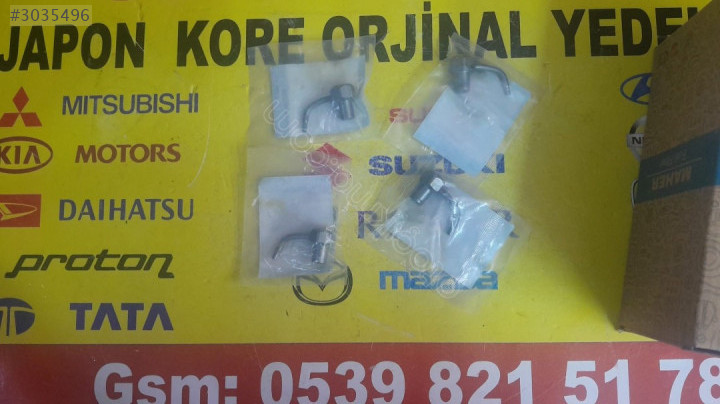 #3035496
JAPON KORE ORJİNAL YEDE
MITSUBISHI
KIA MOTORS
SUZUKI
DAIHATSU
proton
mazda
TATA
MAHER
Gsm: 0539 821 51 78